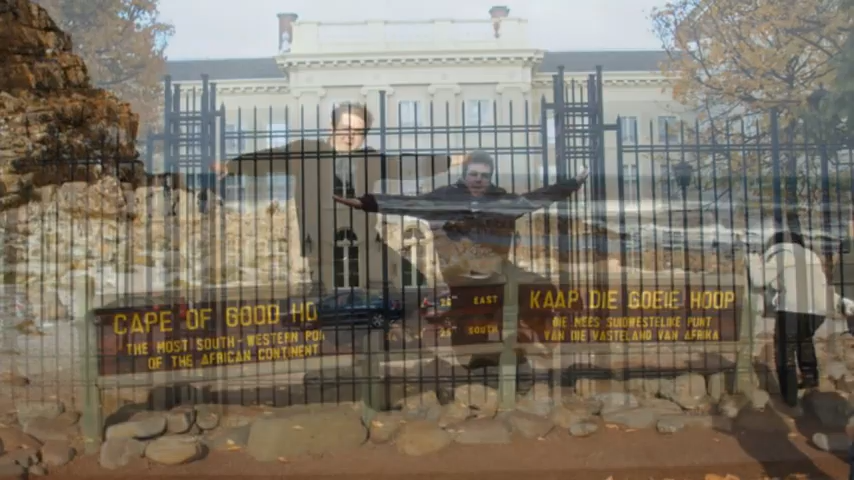 CAPE OF GOOD HO
THE MOST SOUTH-WESTERN
OF THE AFRICAN CONTINENT
EAST
SOUTH
KAAP DIE GOEIE HOOP
DIE MEES SUIDWESTELIKE PUNT
VAN DIE VASTELAND VAN AFRIKA